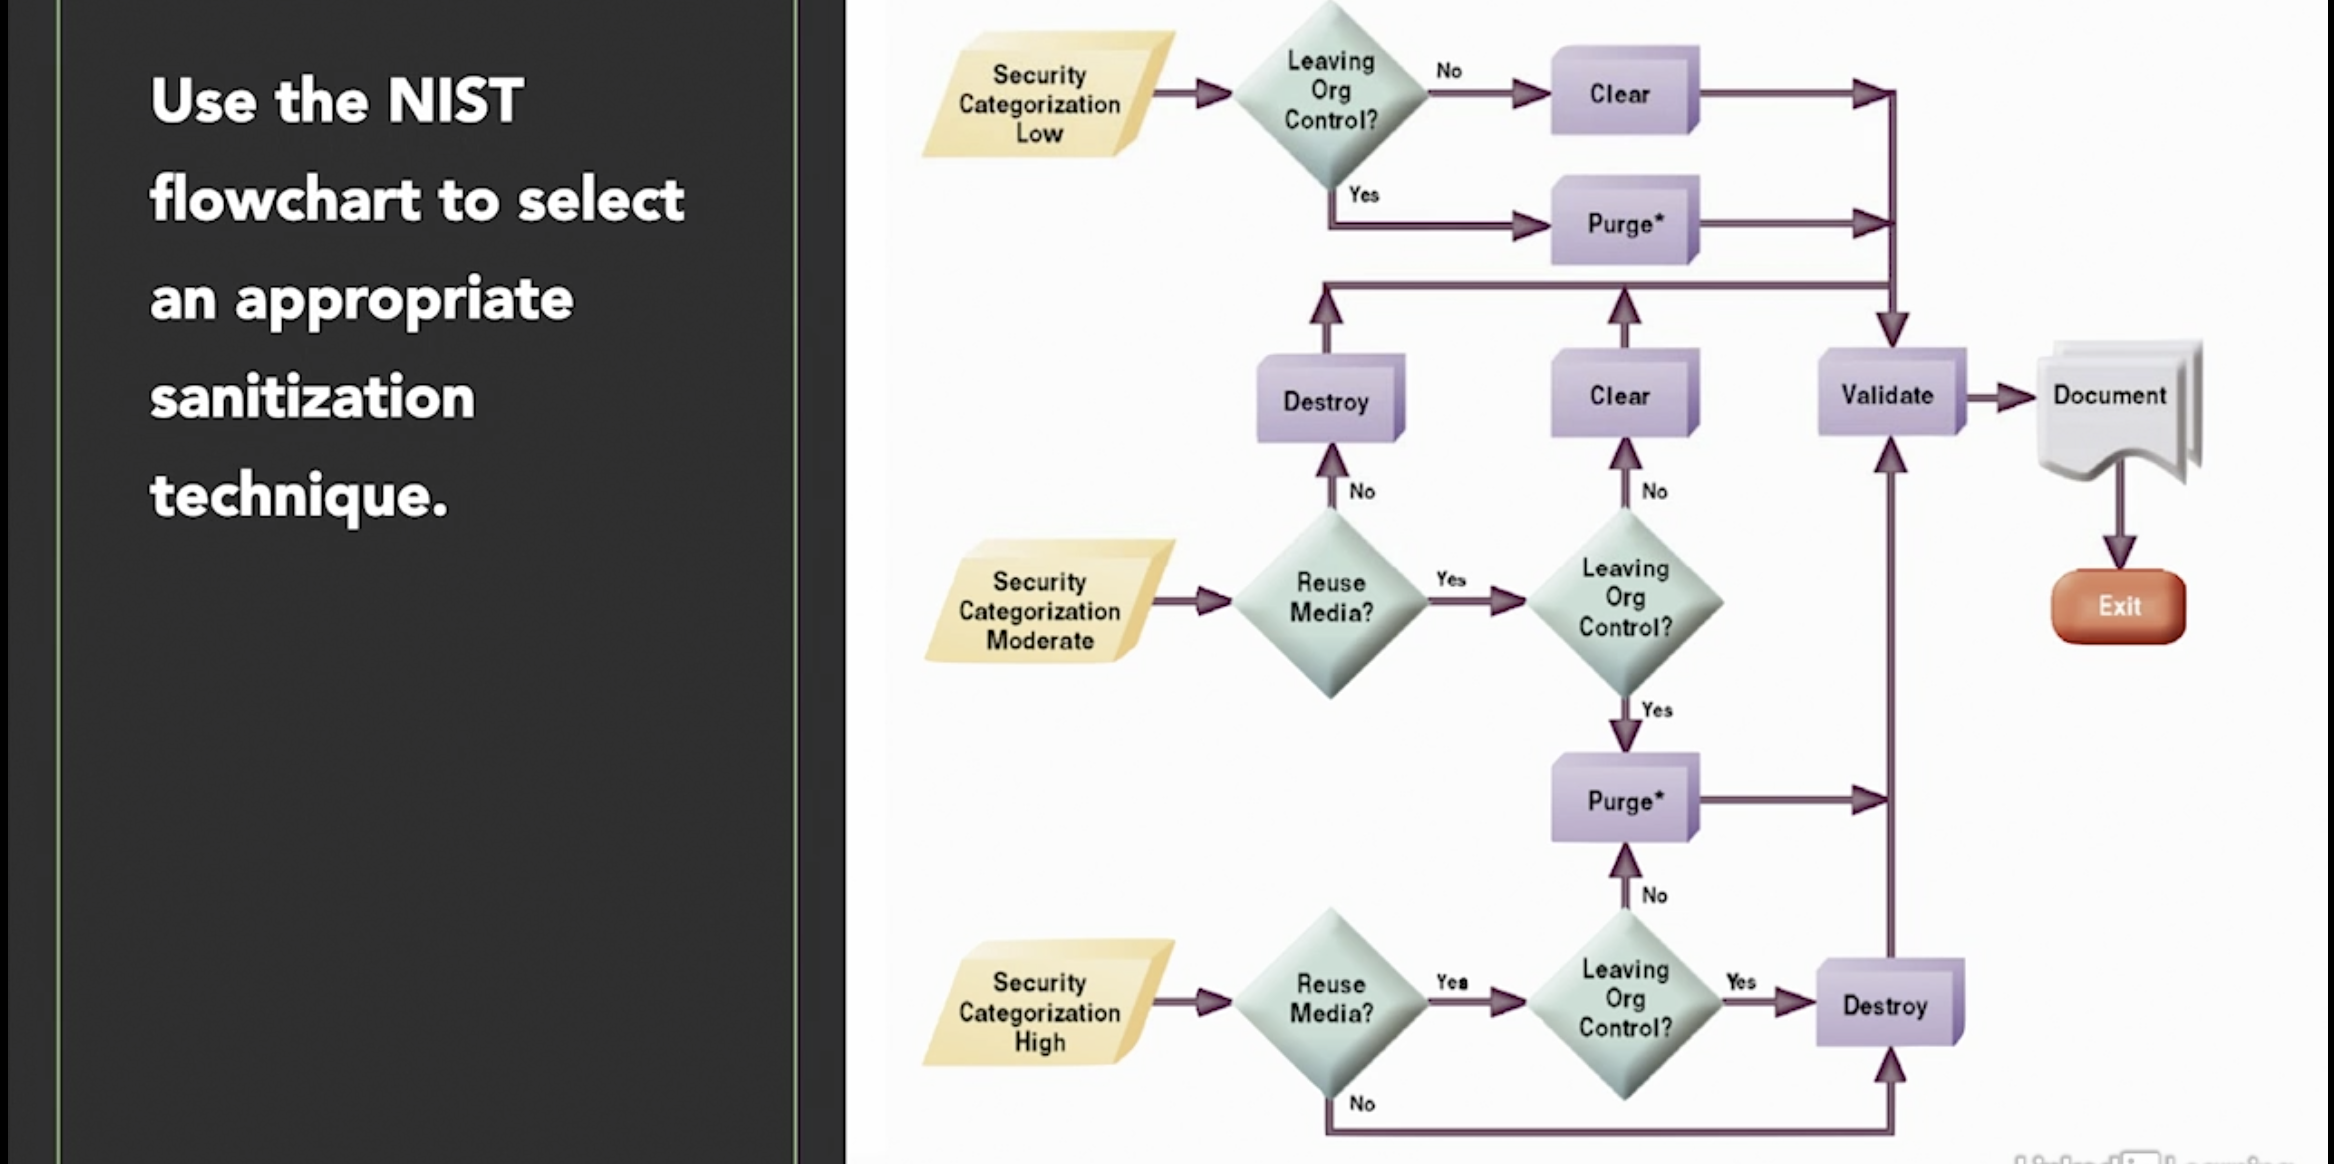 Use the NIST
flowchart to select
an appropriate
sanitization
technique.
Security
Categorization
Low
Leaving
Org
Control?
No
Clear
Yes
Purge*
Destroy
Clear
Validate
Document
No
No
Security
Categorization
Moderate
Reuse
Media?
Yes
Leaving
Org
Control?
Exit
Yes
Purge*
No
Security
Categorization
High
Reuse
Media?
Yes
Leaving
Org
Control?
Yes
Destroy
No